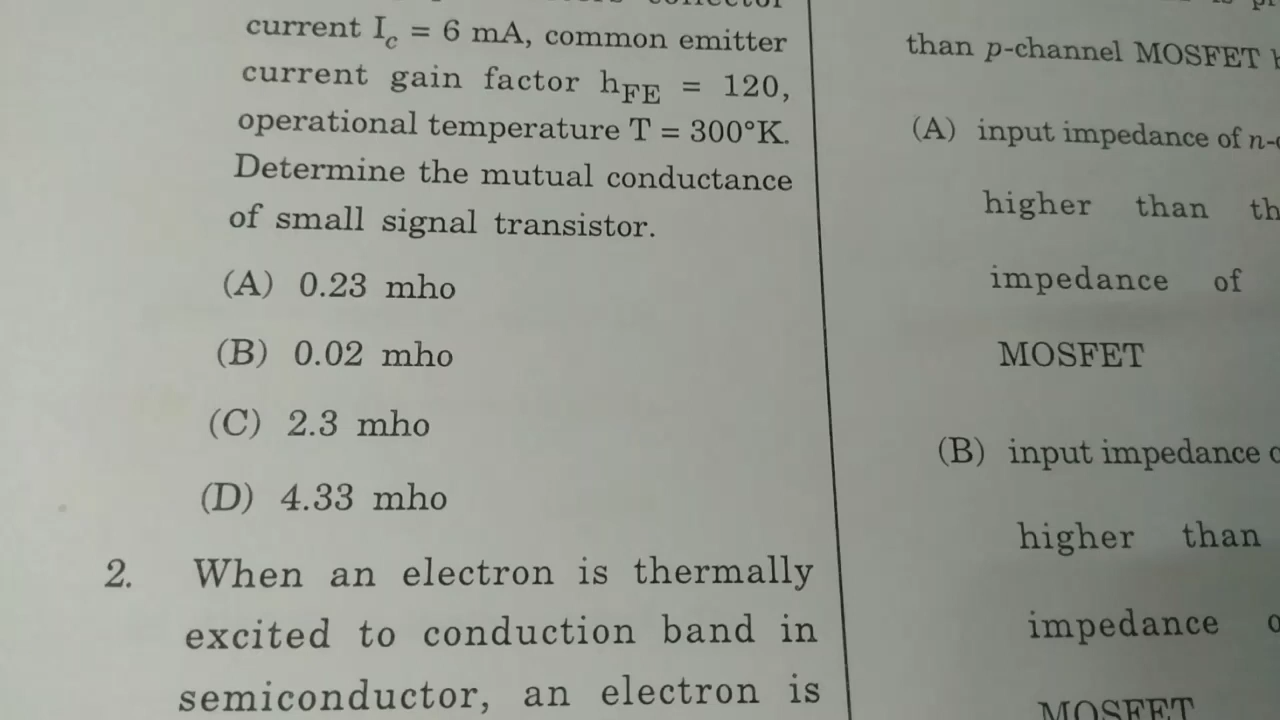 current I_c = 6 mA, common emitter
current gain factor h_FE = 120,
operational temperature T = 300°K.
Determine the mutual conductance
of small signal transistor.
(A) 0.23 mho
(B) 0.02 mho
(C) 2.3 mho
(D) 4.33 mho
2. When an electron is thermally
excited to conduction band in
semiconductor, an electron is
than p-channel MOSFET
(A) input impedance of n-
higher than
impedance of
MOSFET
(B) input impedance
higher than
impedance
MOSFET